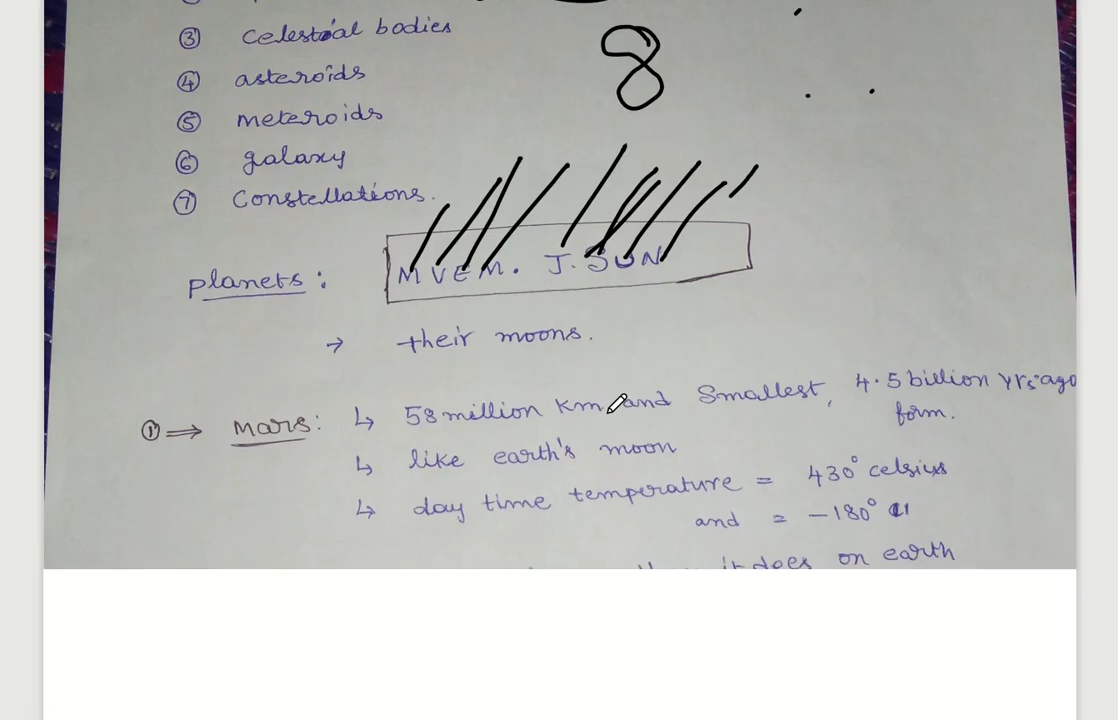 ③ Celestial bodies
8
④ asteroids
⑤ meteroids
⑥ galaxy
⑦ Constellations.
planets : MVEM. J. SUN
→ their moons.
① ⇒ Mars: ↳ 58 million km and Smallest, 4.5 billion yrs ago
form.
↳ like earth's moon
↳ day time temperature = 430° celsius
and = -180°
it does on earth